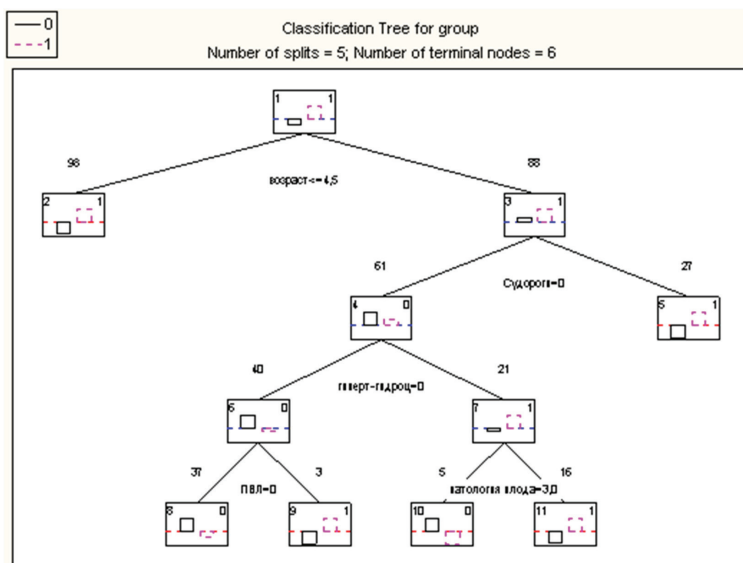 0
1
Classification Tree for group
Number of splits = 5; Number of terminal nodes = 6
1 1
98 88
возраст<=4,5
2 1
3 1
61 27
Судороги=0
4 0
5 1
40 21
гиперт-гидроц=0
6 0
7 1
37 3 5 16
ПВЛ=0 патология плода=3,0
8 0
9 1
10 0
11 1